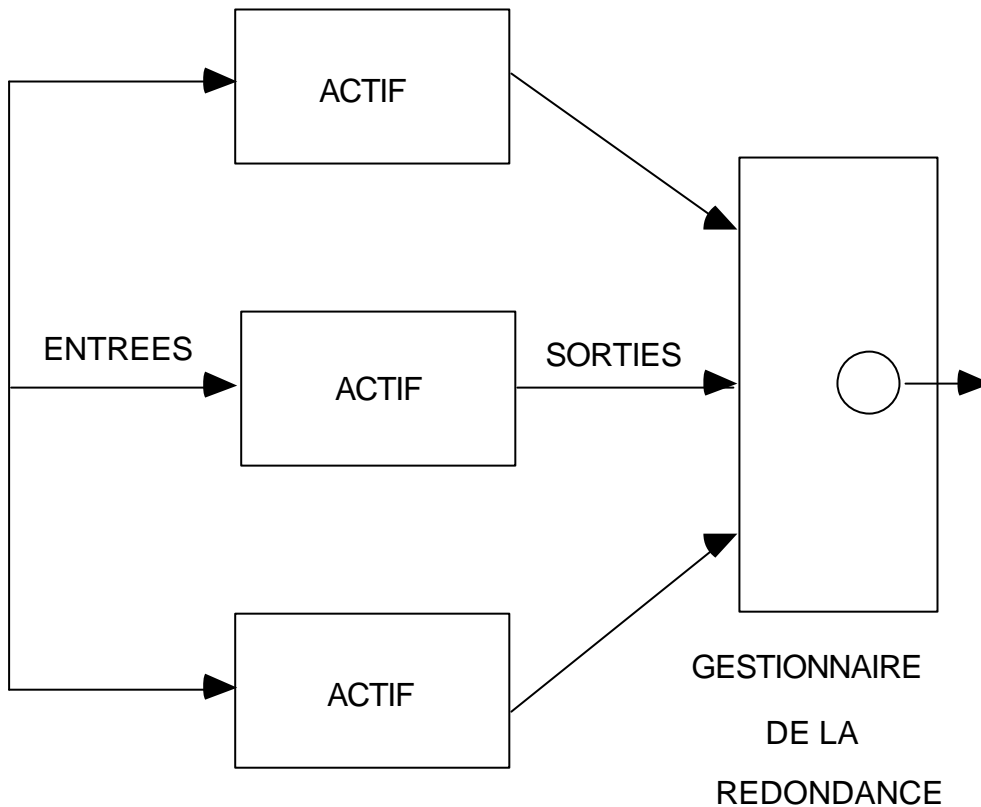 ACTIF
ENTREES
ACTIF
SORTIES
ACTIF
GESTIONNAIRE
DE LA
REDONDANCE